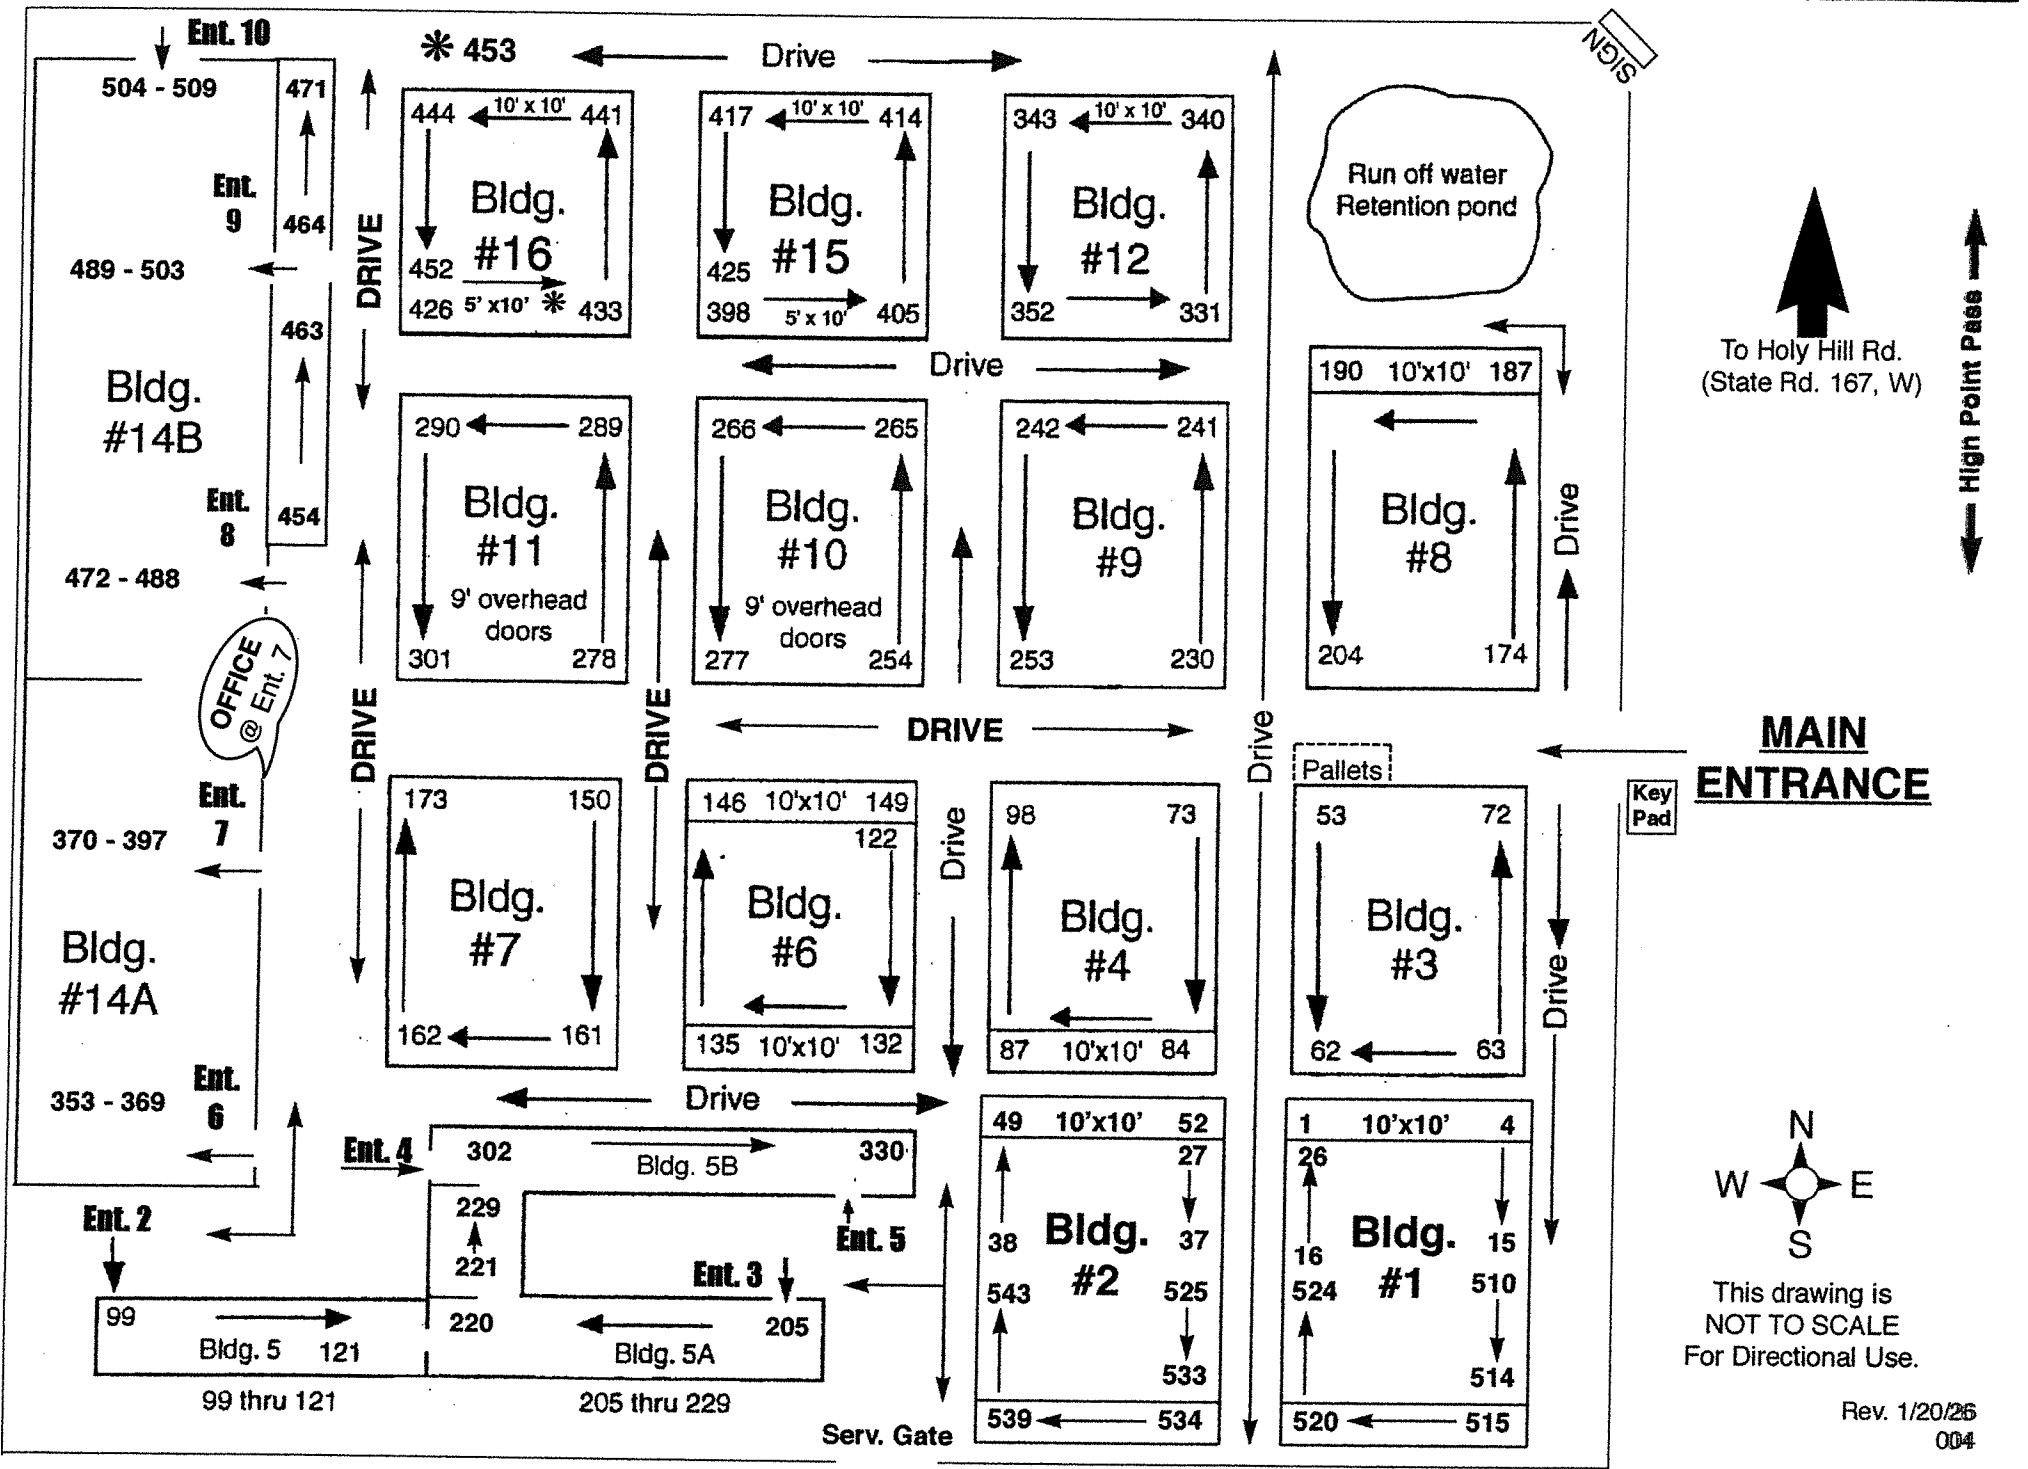 Ent. 10
504 - 509
471
Ent.
9
464
489 - 503
463
Bldg.
#14B
Ent.
8
454
472 - 488
OFFICE
@ Ent. 7
Ent.
7
370 - 397
Bldg.
#14A
Ent.
6
353 - 369
DRIVE
DRIVE
DRIVE
* 453
Drive
SIGN
444 10' x 10' 441
Bldg.
#16
452
426 5' x10' * 433
417 10' x 10' 414
Bldg.
#15
425
398 5' x 10' 405
343 10' x 10' 340
Bldg.
#12
352 331
Run off water
Retention pond
Drive
290 289
Bldg.
#11
9' overhead
doors
301 278
266 265
Bldg.
#10
9' overhead
doors
277 254
242 241
Bldg.
#9
253 230
190 10'x10' 187
Bldg.
#8
204 174
Drive
To Holy Hill Rd.
(State Rd. 167, W)
Hign Point Pass
DRIVE
Drive
Pallets
MAIN
ENTRANCE
Key
Pad
173 150
Bldg.
#7
162 161
146 10'x10' 149
122
Bldg.
#6
135 10'x10' 132
Drive
98 73
Bldg.
#4
87 10'x10' 84
53 72
Bldg.
#3
62 63
Drive
Drive
Ent. 4
302 330
Bldg. 5B
229
221
Ent. 5
Ent. 3
Ent. 2
99
Bldg. 5 121
220 205
Bldg. 5A
99 thru 121
205 thru 229
Serv. Gate
49 10'x10' 52
27
38 37
Bldg.
#2
543 525
533
539 534
1 10'x10' 4
26
16 15
Bldg.
#1
524 510
514
520 515
N
W E
S
This drawing is
NOT TO SCALE
For Directional Use.
Rev. 1/20/26
004